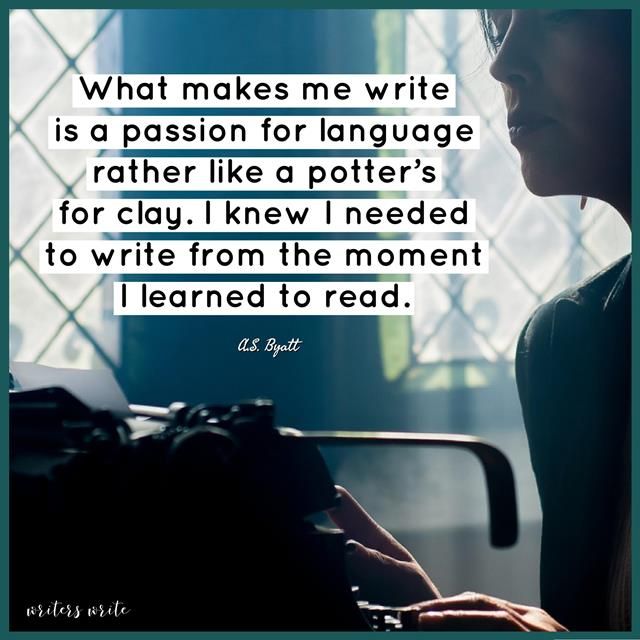 What makes me write
is a passion for language
rather like a potter's
for clay. I knew I needed
to write from the moment
I learned to read.
A.S. Byatt
writers write